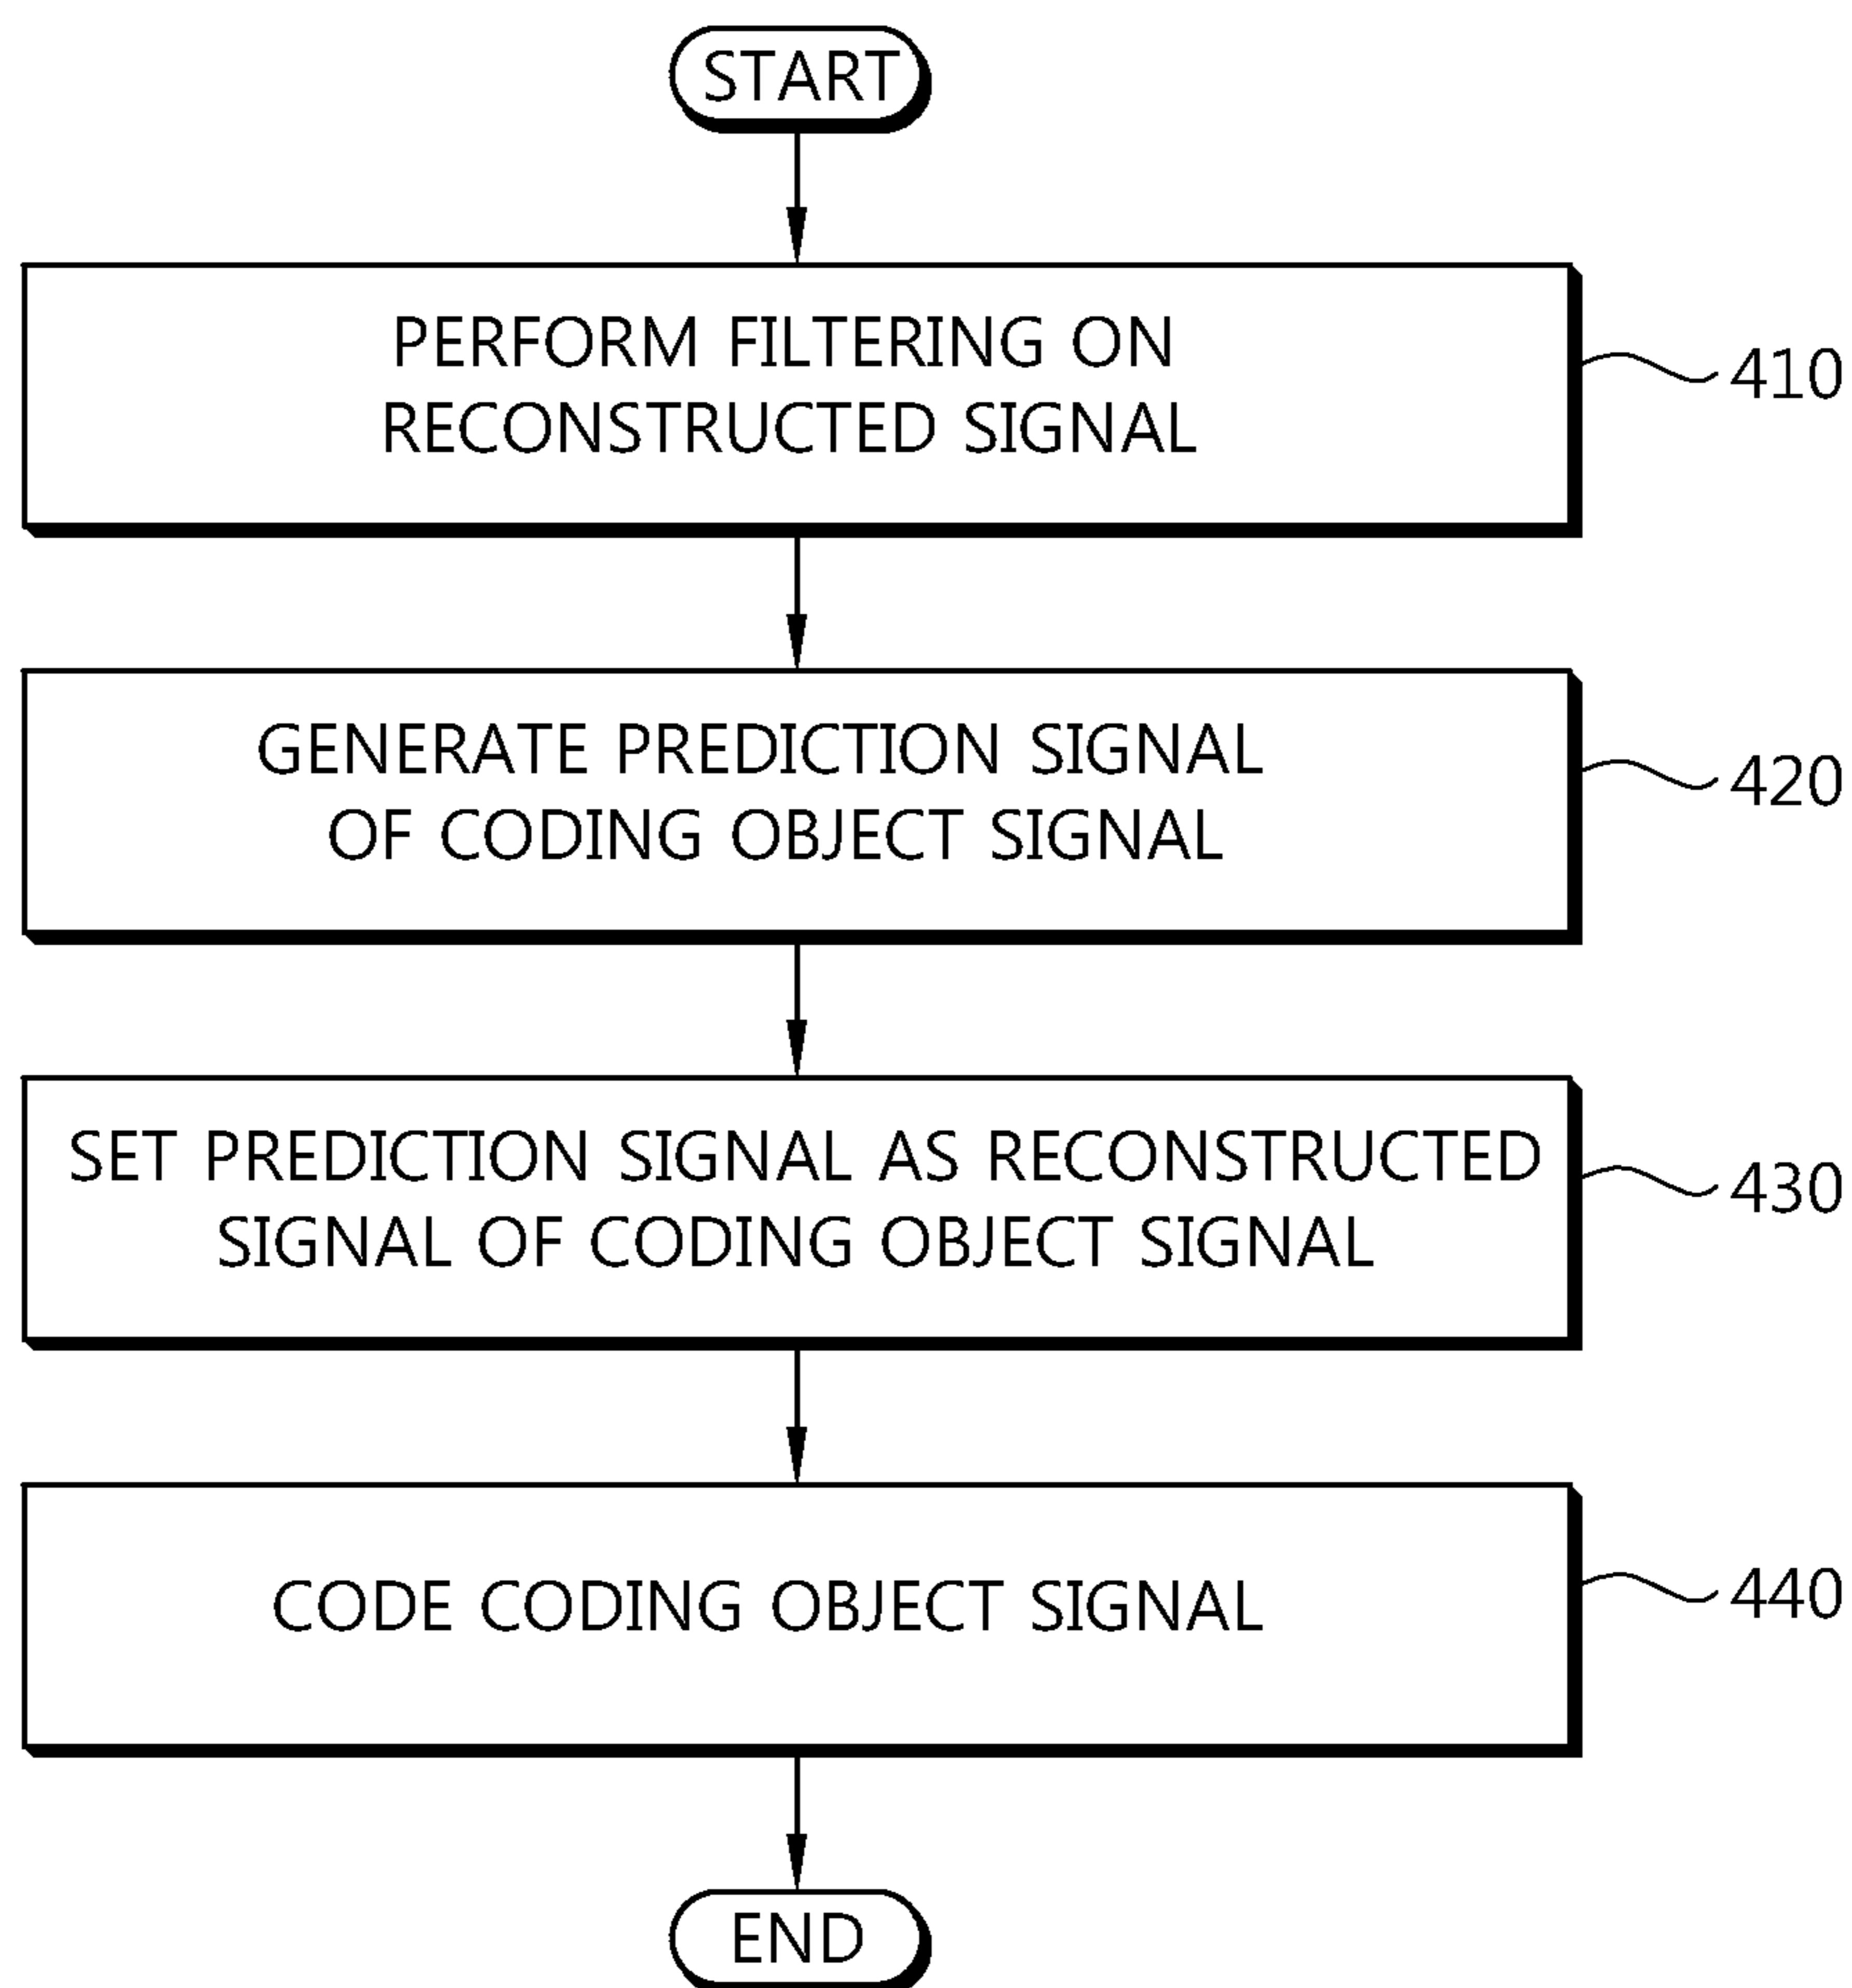 START
PERFORM FILTERING ON
RECONSTRUCTED SIGNAL
410
GENERATE PREDICTION SIGNAL
OF CODING OBJECT SIGNAL
420
SET PREDICTION SIGNAL AS RECONSTRUCTED
SIGNAL OF CODING OBJECT SIGNAL
430
CODE CODING OBJECT SIGNAL
440
END